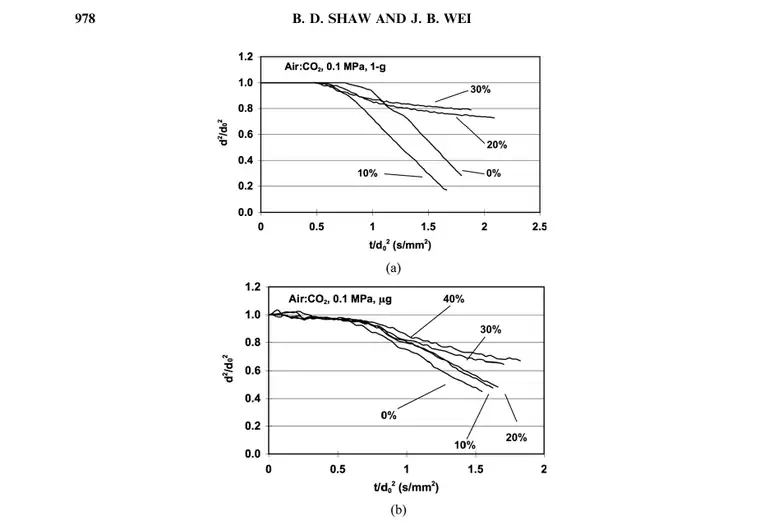 978 B. D. SHAW AND J. B. WEI
1.2
Air:CO₂, 0.1 MPa, 1-g
1.0
30%
0.8
d²/d₀²
0.6
20%
0.4
10% 0%
0.2
0.0
0 0.5 1 1.5 2 2.5
t/d₀² (s/mm²)
(a)
1.2
Air:CO₂, 0.1 MPa, μg 40%
1.0
30%
0.8
d²/d₀²
0.6
0.4
0%
0.2
10% 20%
0.0
0 0.5 1 1.5 2
t/d₀² (s/mm²)
(b)